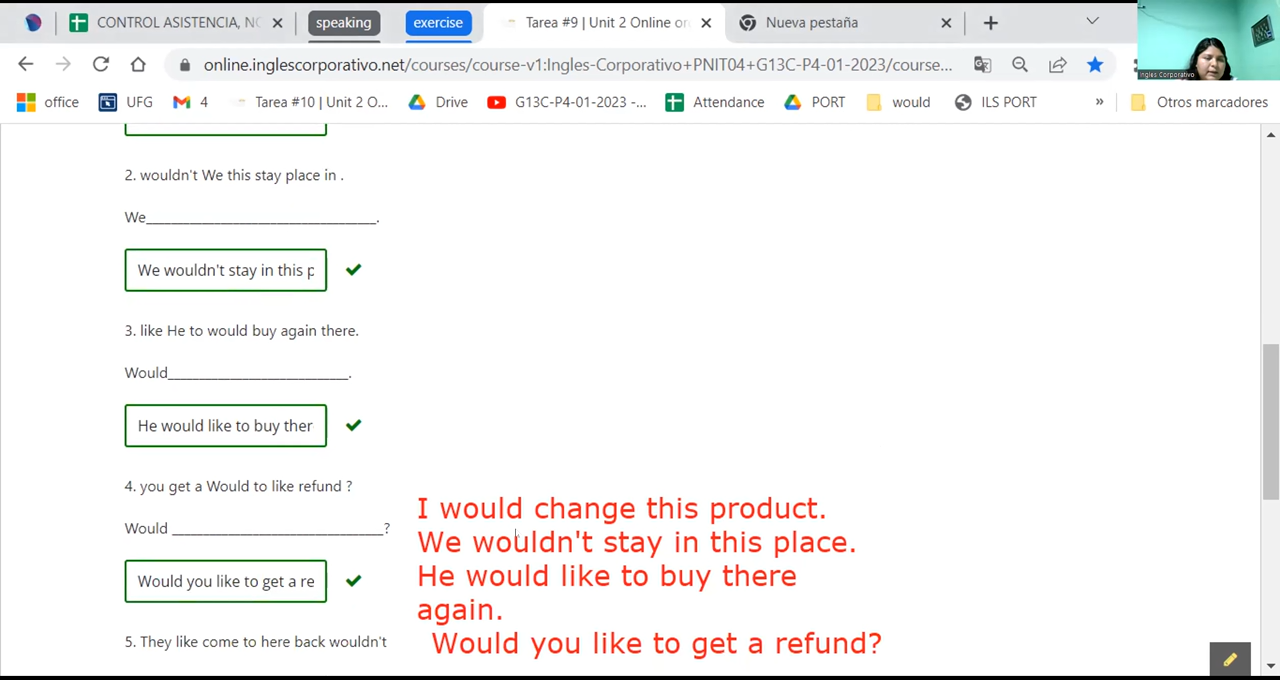 CONTROL ASISTENCIA, NO
speaking
exercise
Tarea #9 | Unit 2 Online or
Nueva pestaña
online.inglescorporativo.net/courses/course-v1:Ingles-Corporativo+PNIT04+G13C-P4-01-2023/course...
Ingles Corporativo
office
UFG
4
Tarea #10 | Unit 2 O...
Drive
G13C-P4-01-2023 -...
Attendance
PORT
would
ILS PORT
»
Otros marcadores
2. wouldn't We this stay place in .
We_________________________________.
We wouldn't stay in this p
3. like He to would buy again there.
Would__________________________.
He would like to buy ther
4. you get a Would to like refund ?
Would ______________________________?
Would you like to get a re
5. They like come to here back wouldn't
I would change this product.
We wouldn't stay in this place.
He would like to buy there
again.
Would you like to get a refund?